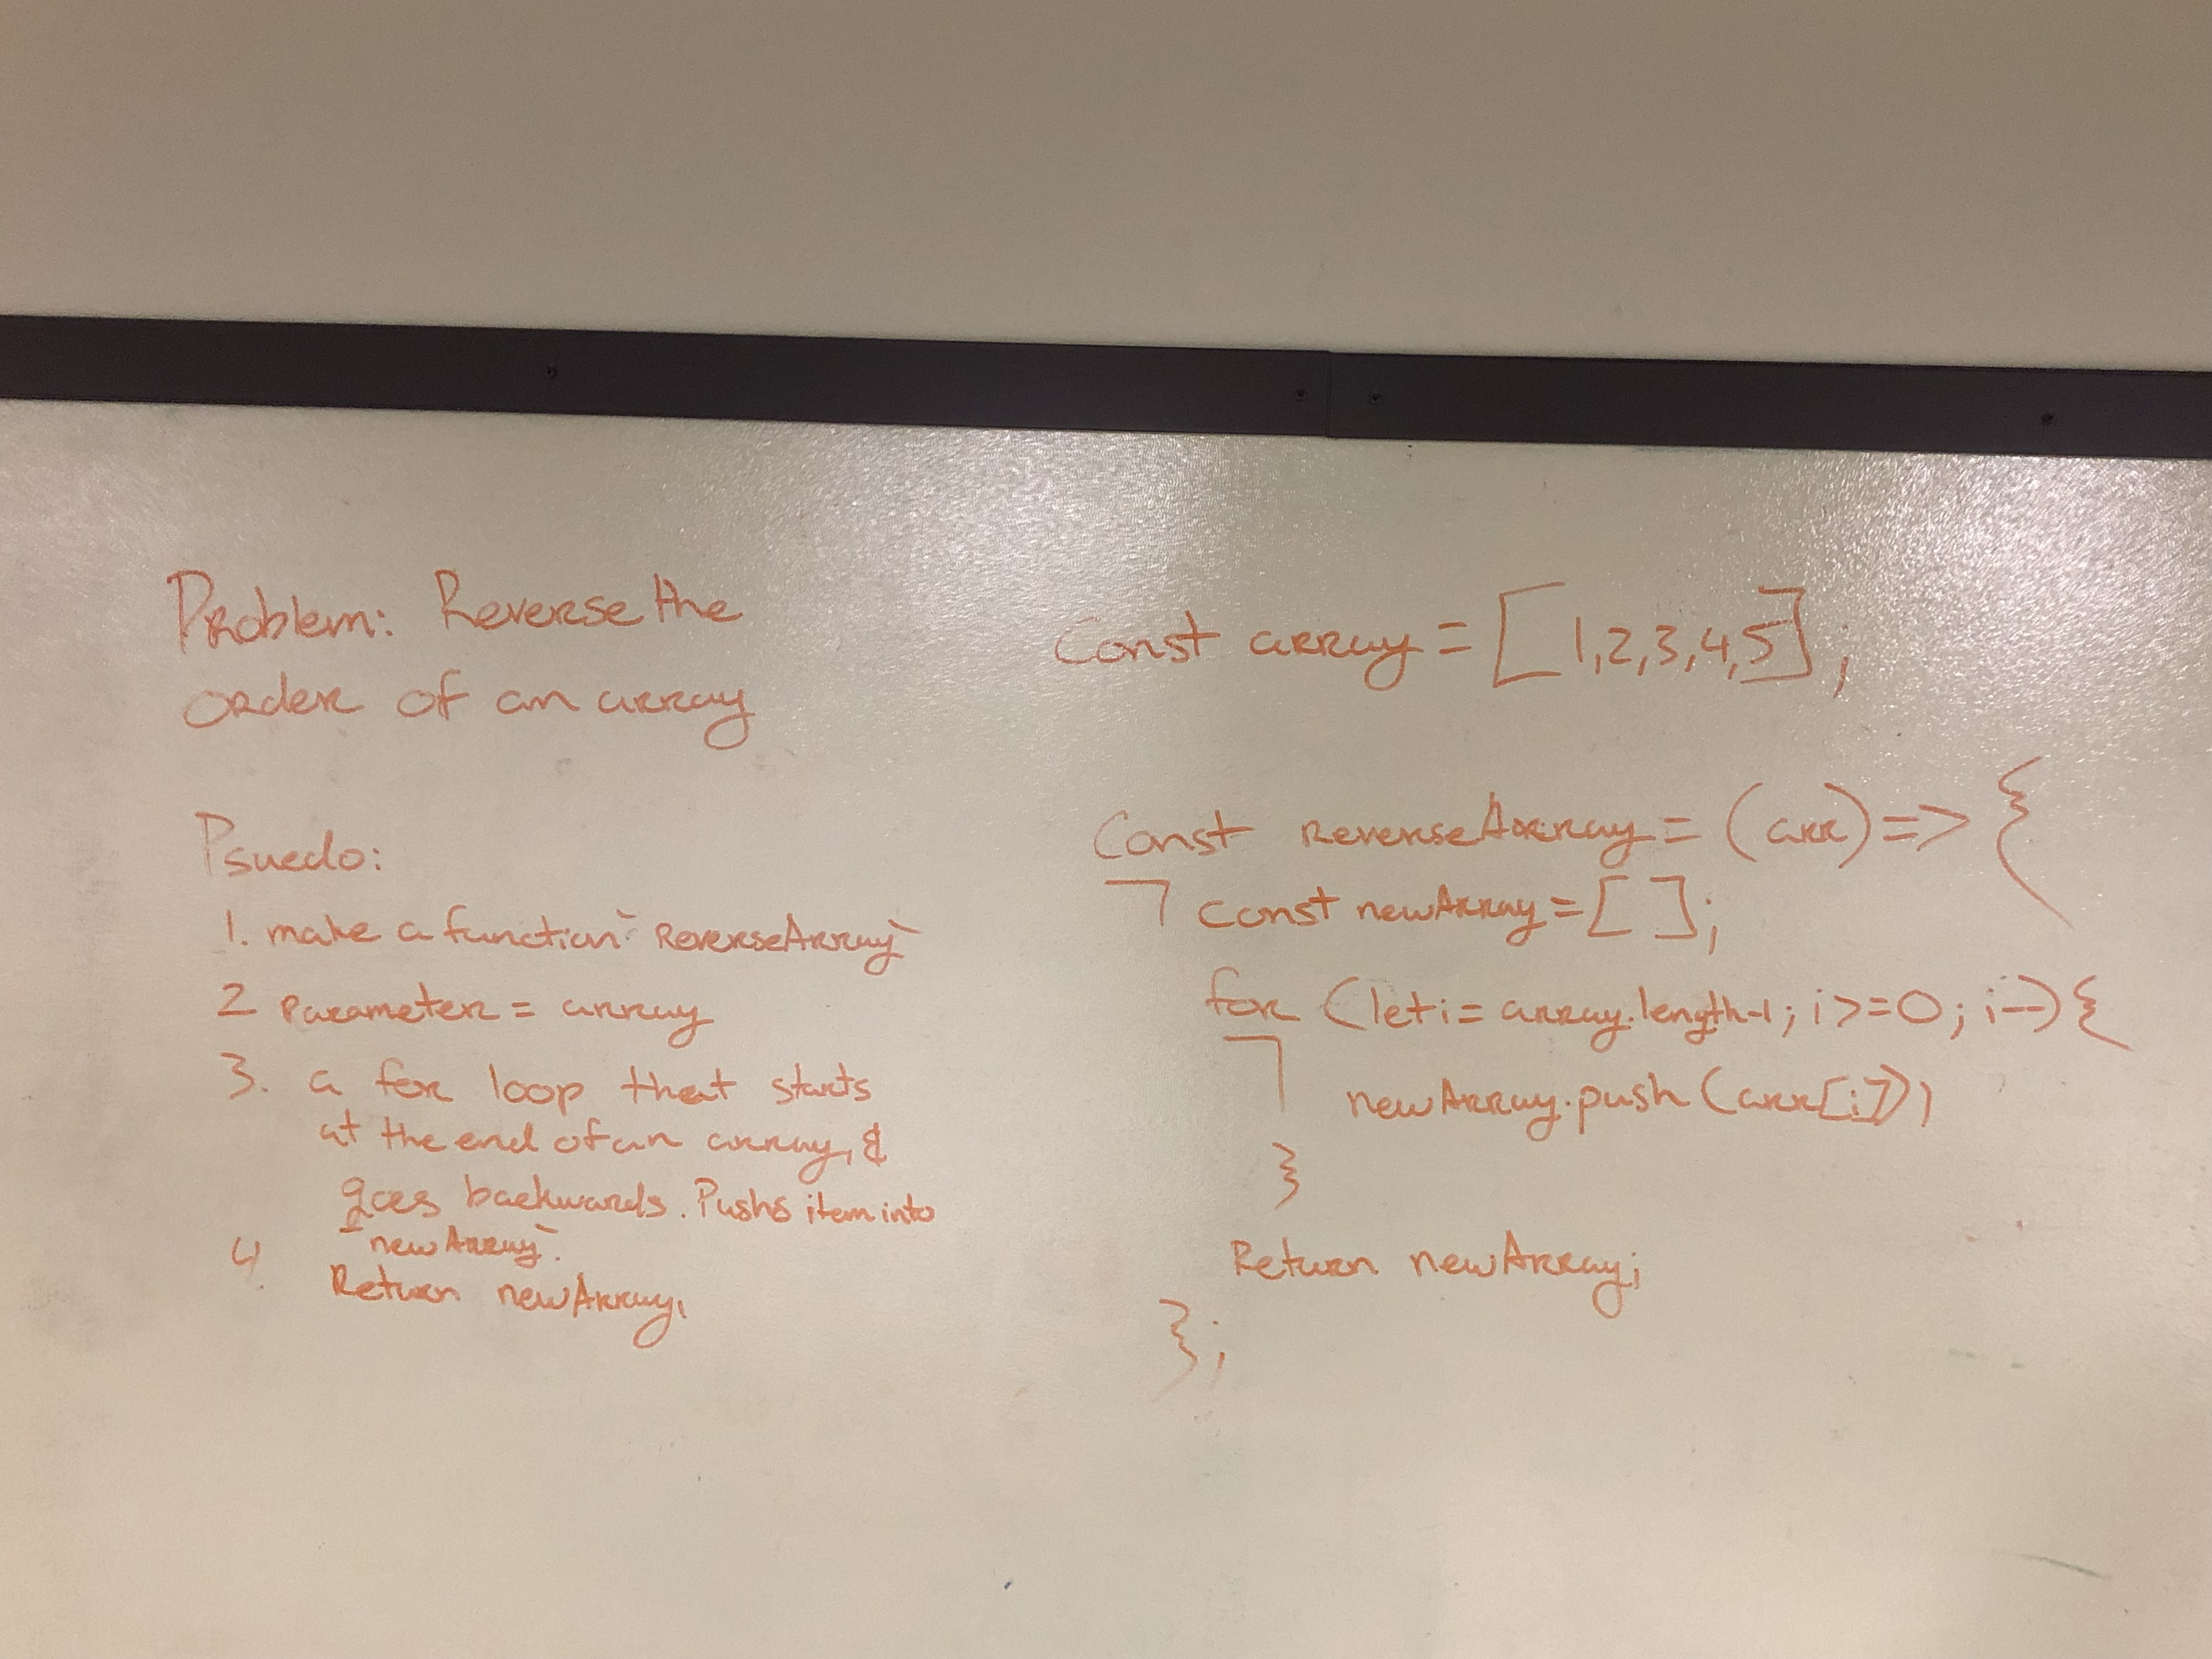 Problem: Reverse the
order of an array
Psuedo:
1. make a function `ReverseArray`
2 Parameter = array
3. a for loop that starts
at the end of an array, &
goes backwards. Pushs item into
`newArray`.
4 Return newArray,
Const array = [1,2,3,4,5];
Const ReverseArray = (arr) => {
const newArray = [ ];
for (let i = array.length-1; i >= 0; i--) {
newArray.push(arr[i])
}
Return newArray;
};